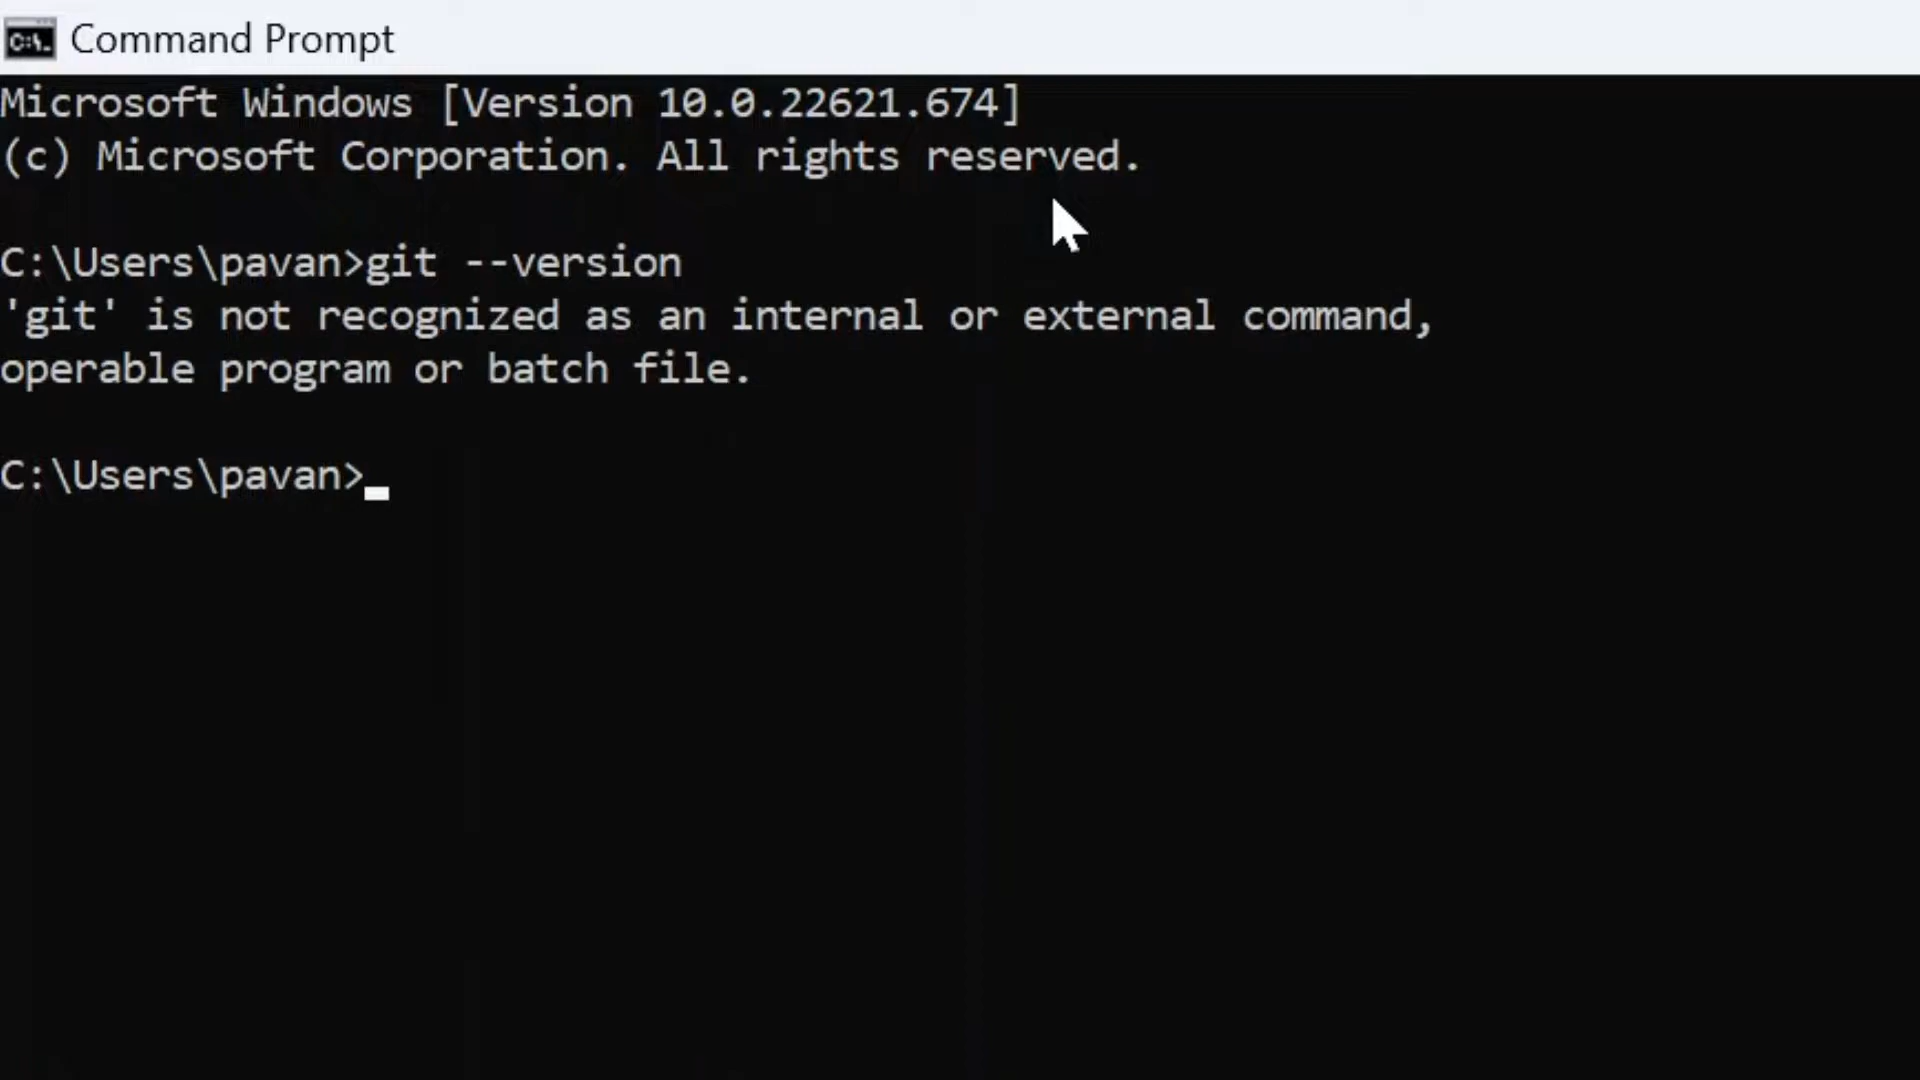 Command Prompt
Microsoft Windows [Version 10.0.22621.674]
(c) Microsoft Corporation. All rights reserved.
C:\Users\pavan>git --version
'git' is not recognized as an internal or external command,
operable program or batch file.
C:\Users\pavan>